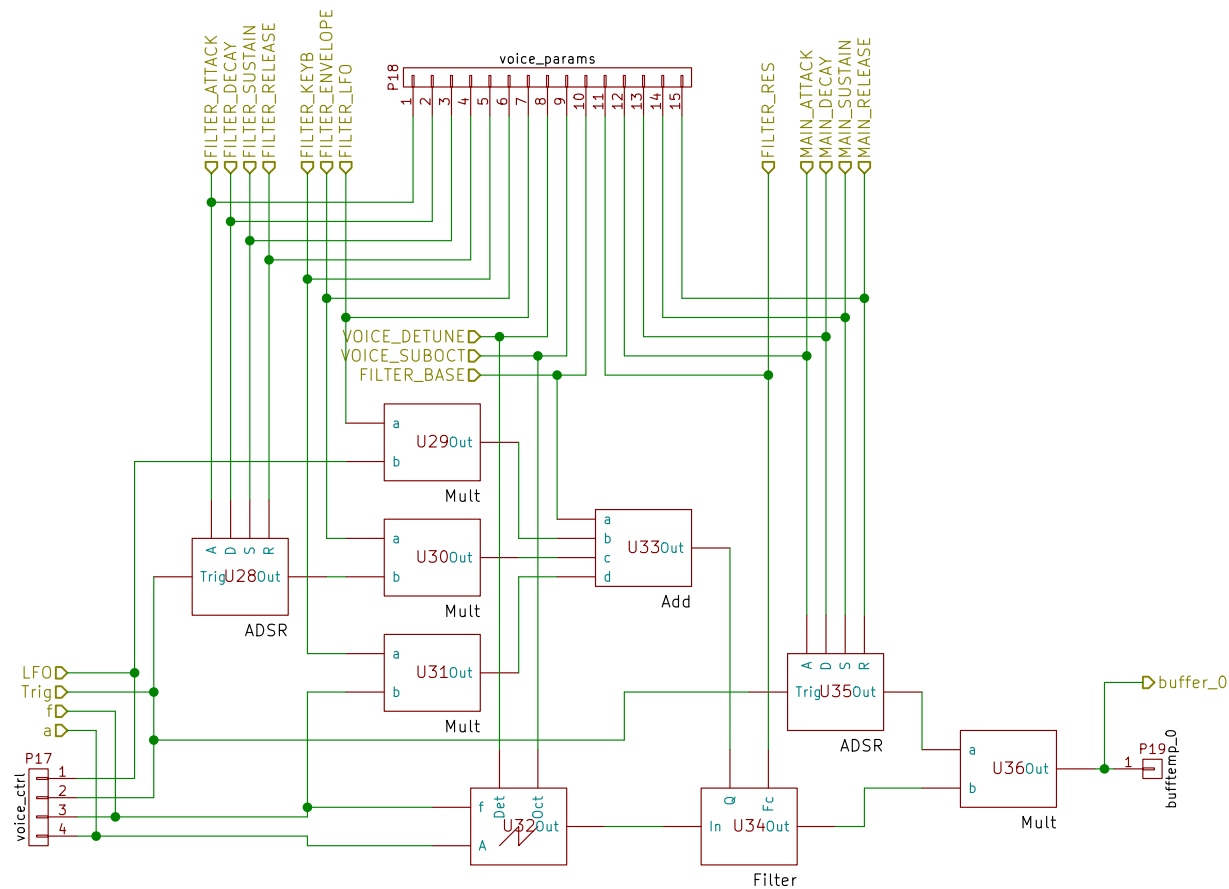 FILTER_ATTACK
FILTER_DECAY
FILTER_SUSTAIN
FILTER_RELEASE
FILTER_KEYB
FILTER_ENVELOPE
FILTER_LFO
voice_params
P18
1
2
3
4
5
6
7
8
9
10
11
12
13
14
15
FILTER_RES
MAIN_ATTACK
MAIN_DECAY
MAIN_SUSTAIN
MAIN_RELEASE
VOICE_DETUNE
VOICE_SUBOCT
FILTER_BASE
a
b
U29
Out
Mult
A
D
S
R
Trig
U28
Out
ADSR
a
b
U30
Out
Mult
a
b
c
d
U33
Out
Add
a
b
U31
Out
Mult
LFO
Trig
f
a
P17
voice_ctrl
1
2
3
4
A
D
S
R
Trig
U35
Out
ADSR
f
A
Det
Oct
U32
Out
Q
Fc
In
U34
Out
Filter
a
b
U36
Out
Mult
buffer_0
P19
1
bufftemp_0